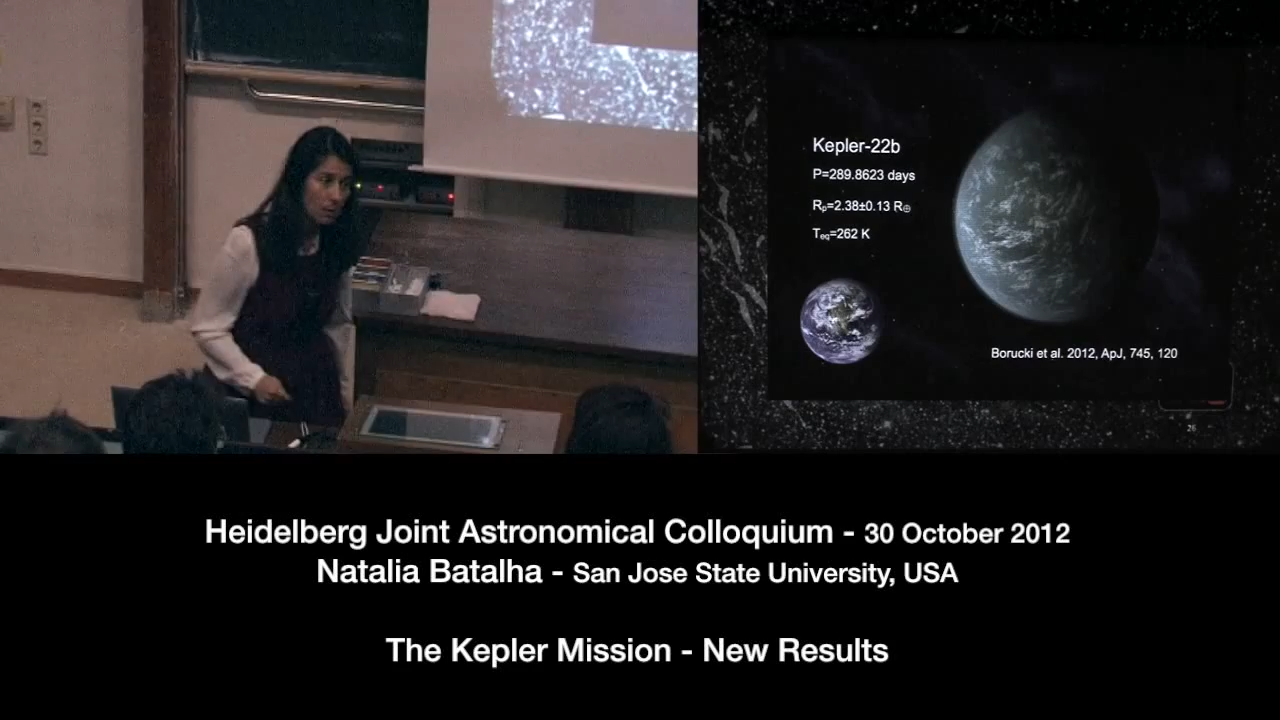 Kepler-22b
P=289.8623 days
Rp=2.38±0.13 R⊕
Teq=262 K
Borucki et al. 2012, ApJ, 745, 120
26
Heidelberg Joint Astronomical Colloquium - 30 October 2012
Natalia Batalha - San Jose State University, USA
The Kepler Mission - New Results